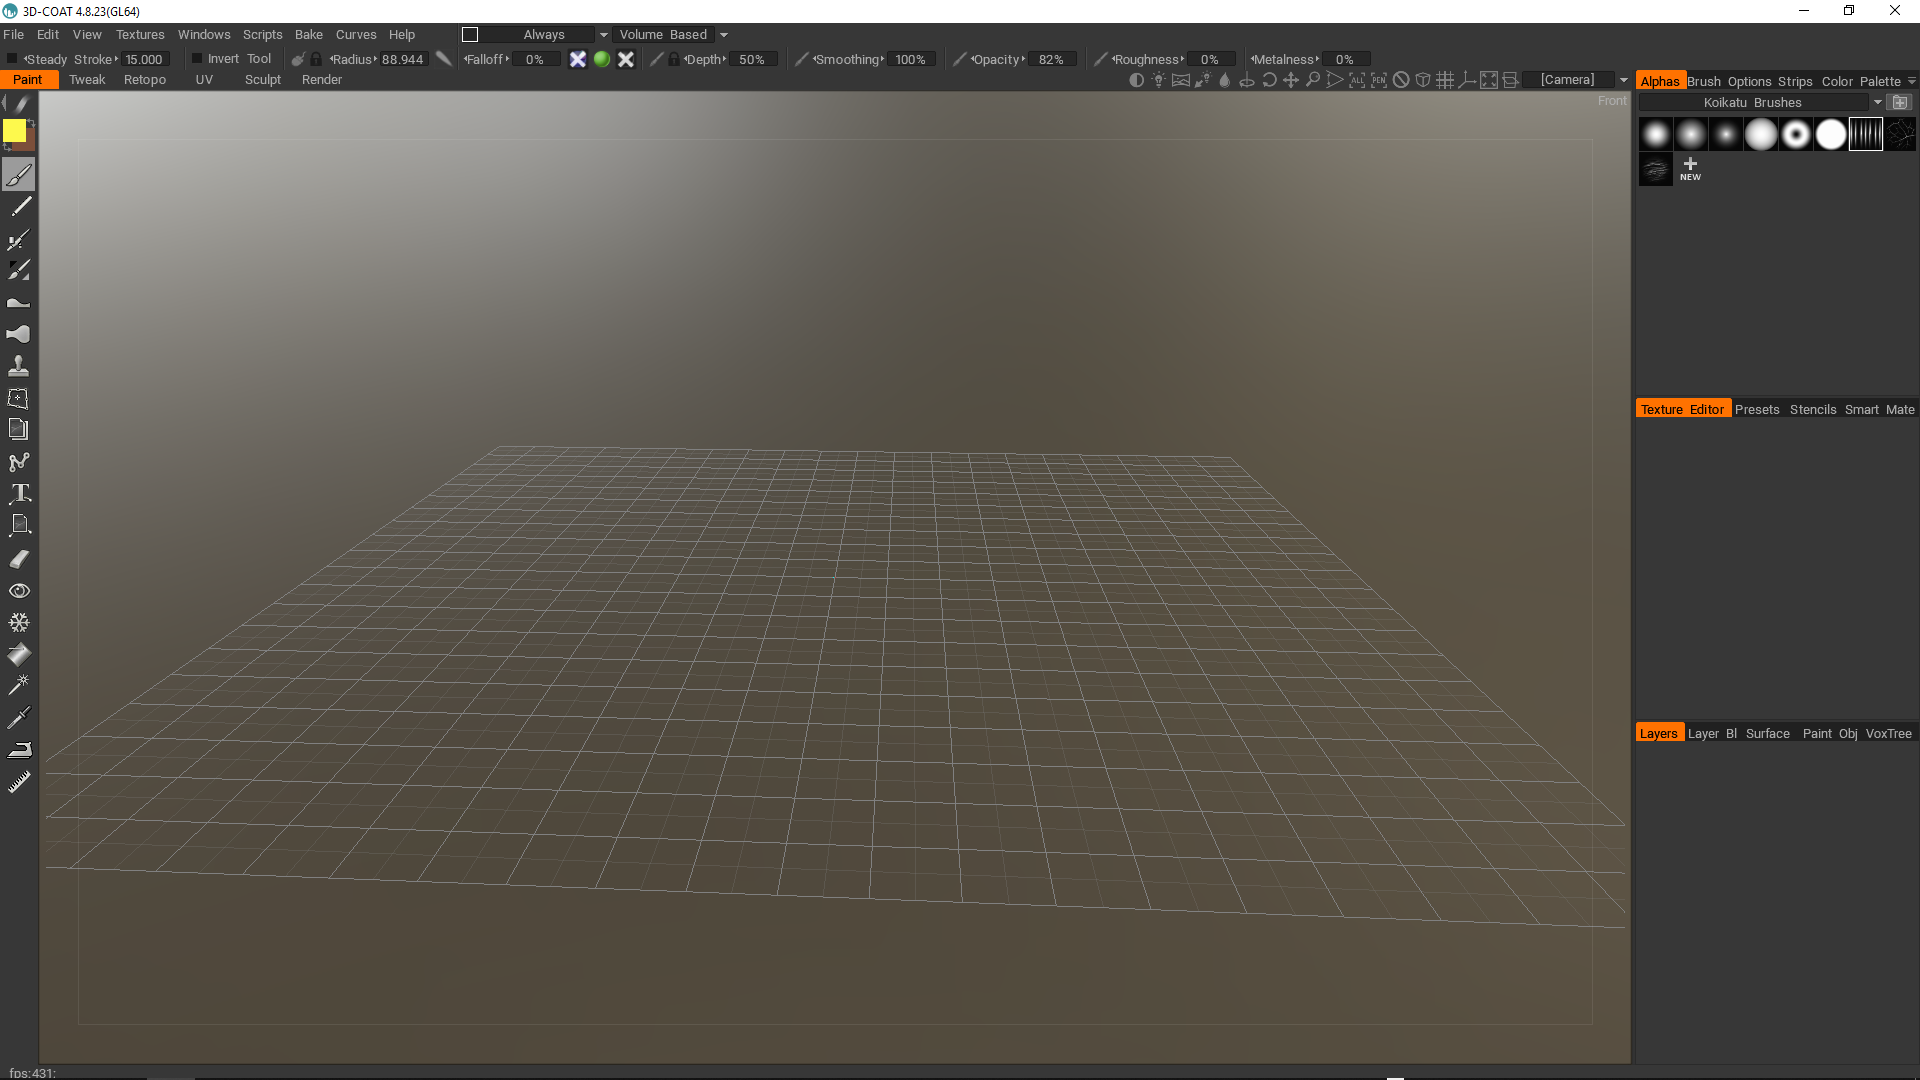 3D-COAT 4.8.23(GL64)
File Edit View Textures Windows Scripts Bake Curves Help Always Volume Based
Steady Stroke 15.000 Invert Tool Radius 88.944 Falloff 0% Depth 50% Smoothing 100% Opacity 82% Roughness 0% Metalness 0%
Paint Tweak Retopo UV Sculpt Render ALL PEN [Camera]
Alphas Brush Options Strips Color Palette
Front
Koikatu Brushes
NEW
Texture Editor Presets Stencils Smart Mate
Layers Layer Bl Surface Paint Obj VoxTree
fps:431: